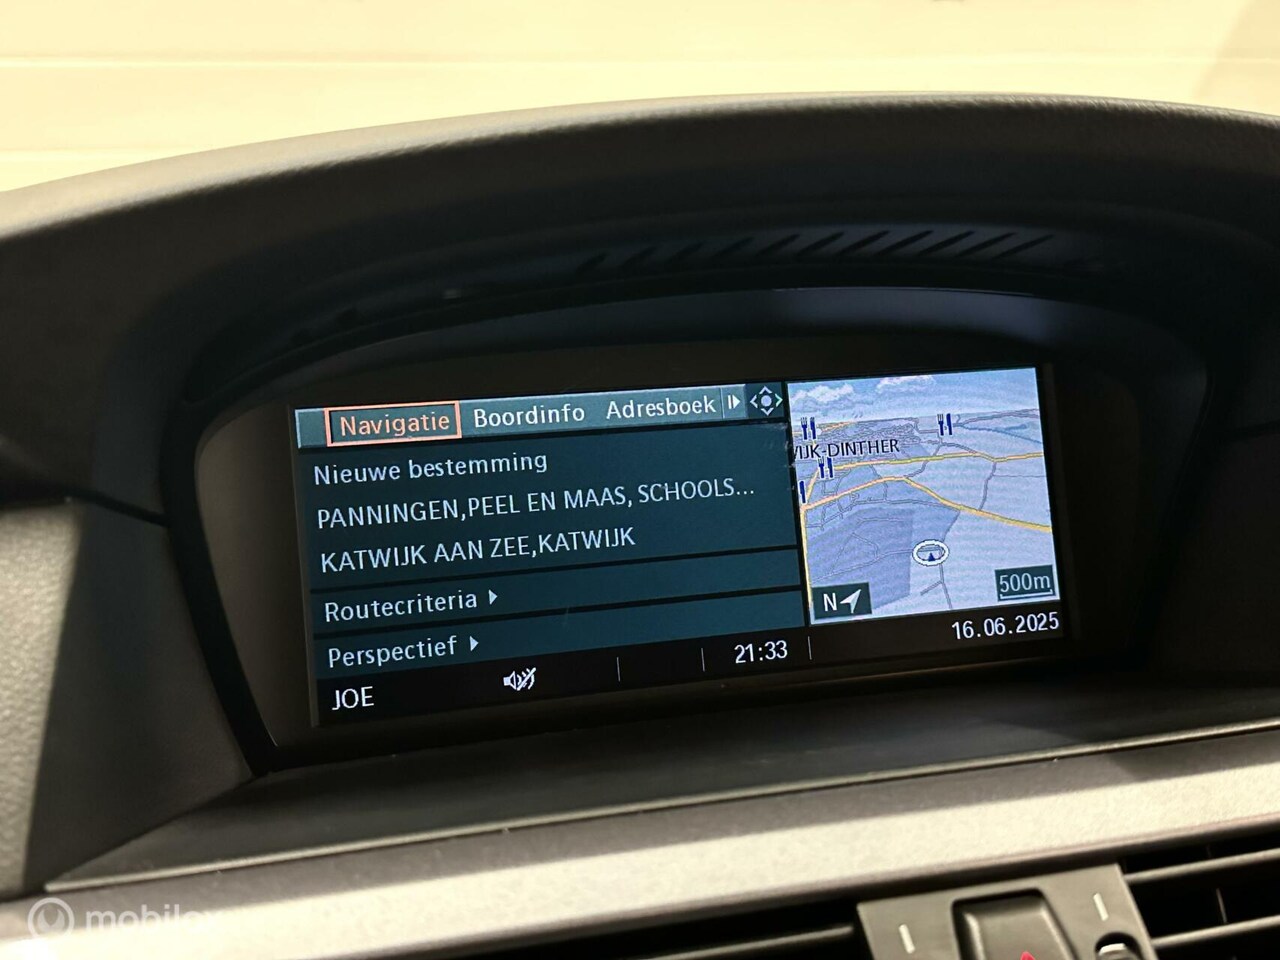 Navigatie Boordinfo Adresboek
Nieuwe bestemming
PANNINGEN,PEEL EN MAAS, SCHOOLS...
KATWIJK AAN ZEE,KATWIJK
Routecriteria
Perspectief
JOE
21:33
16.06.2025
WIJK-DINTHER
N
500m